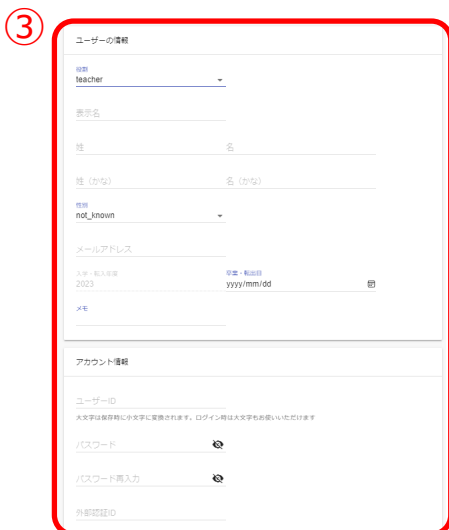 ③
ユーザーの情報
役割
teacher
表示名
姓 名
姓（かな） 名（かな）
性別
not_known
メールアドレス
入学・転入年度 卒業・転出日
2023 yyyy/mm/dd
メモ
アカウント情報
ユーザーID
大文字は保存時に小文字に変換されます。ログイン時は大文字もお使いいただけます
パスワード
パスワード再入力
外部認証ID